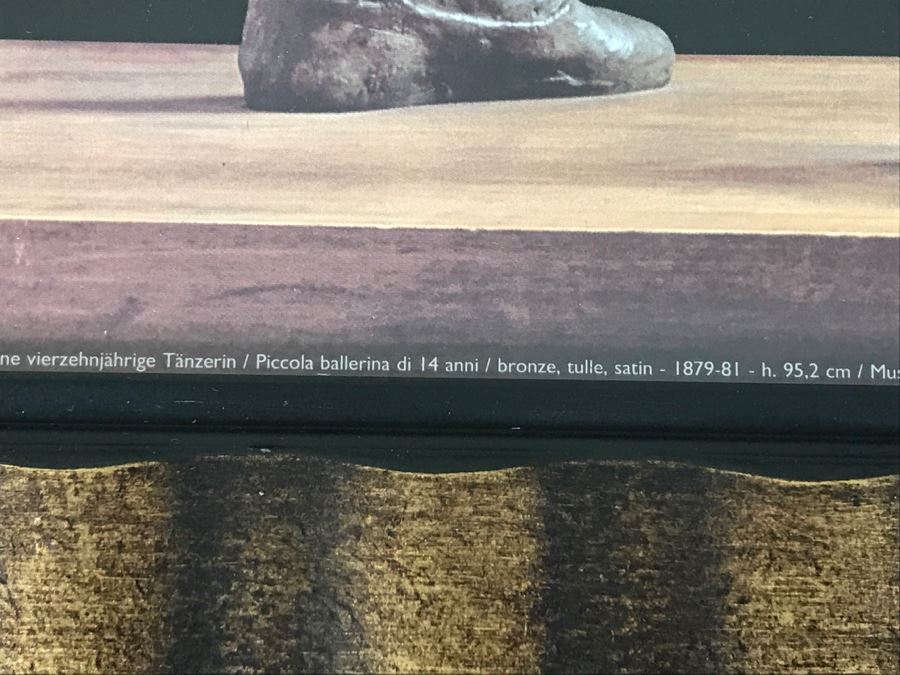 ne vierzehnjährige Tänzerin / Piccola ballerina di 14 anni / bronze, tulle, satin - 1879-81 - h. 95,2 cm / Mus